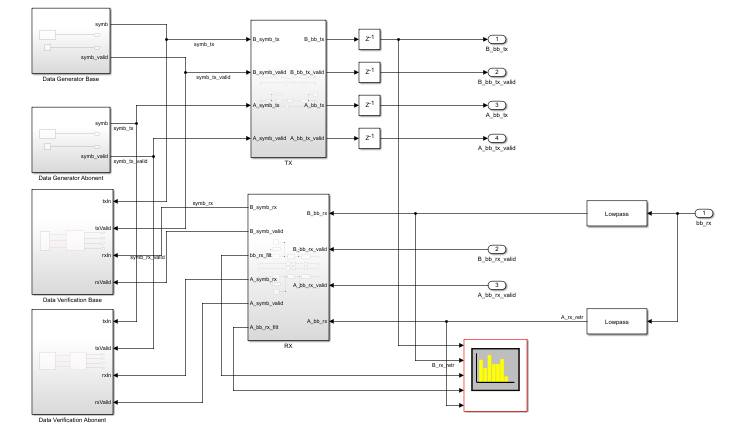 symb
symb_valid
Data Generator Base
symb_tx
symb_tx_valid
B_symb_tx
B_symb_valid
A_symb_tx
A_symb_valid
B_bb_tx
B_bb_tx_valid
A_bb_tx
A_bb_tx_valid
TX
Z-1
Z-1
Z-1
Z-1
1
B_bb_tx
2
B_bb_tx_valid
3
A_bb_tx
4
A_bb_tx_valid
symb
symb_valid
symb_tx
symb_tx_valid
Data Generator Abonent
txIn
txValid
rxIn
rxValid
Data Verification Base
symb_rx
symb_rx_valid
B_symb_rx
B_symb_valid
bb_rx_filt
A_symb_rx
A_symb_valid
A_bb_rx_filt
B_bb_rx
B_bb_rx_valid
A_bb_rx_valid
A_bb_rx
RX
2
B_bb_rx_valid
3
A_bb_rx_valid
Lowpass
1
bb_rx
A_rx_retr
Lowpass
B_rx_retr
txIn
txValid
rxIn
rxValid
Data Verification Abonent